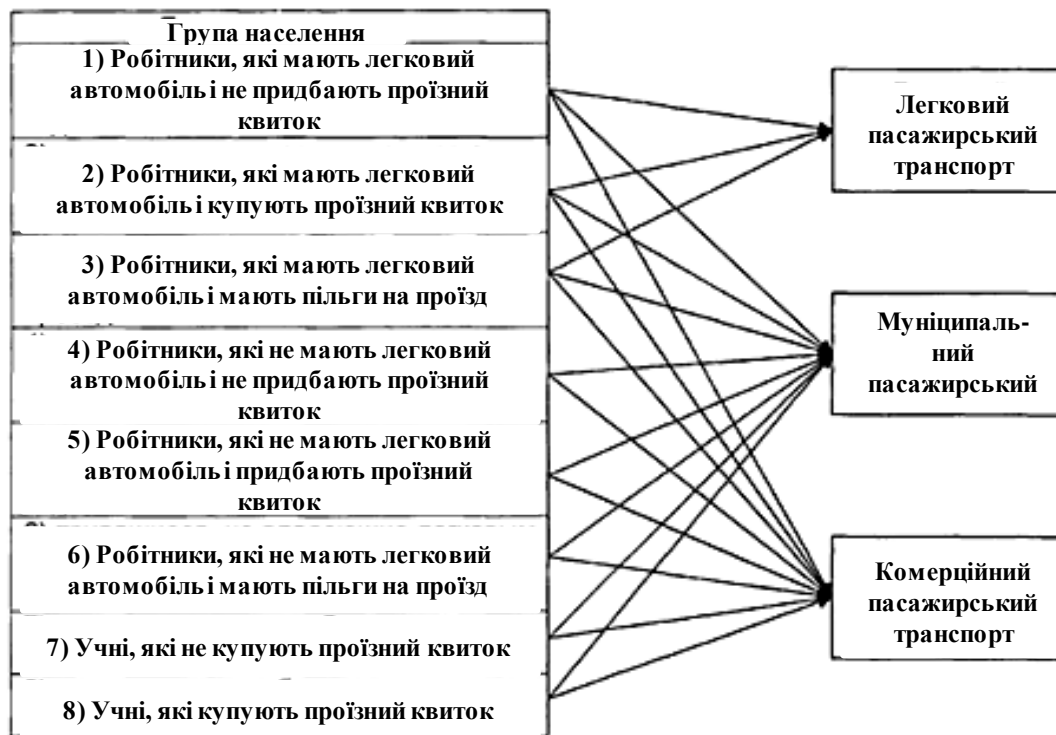 Група населення
1) Робітники, які мають легковий
автомобіль і не придбають проїзний
квиток
2) Робітники, які мають легковий
автомобіль і купують проїзний квиток
3) Робітники, які мають легковий
автомобіль і мають пільги на проїзд
4) Робітники, які не мають легковий
автомобіль і не придбають проїзний
квиток
5) Робітники, які не мають легковий
автомобіль і придбають проїзний
квиток
6) Робітники, які не мають легковий
автомобіль і мають пільги на проїзд
7) Учні, які не купують проїзний квиток
8) Учні, які купують проїзний квиток
Легковий
пасажирський
транспорт
Муніципаль-
ний
пасажирський
Комерційний
пасажирський
транспорт